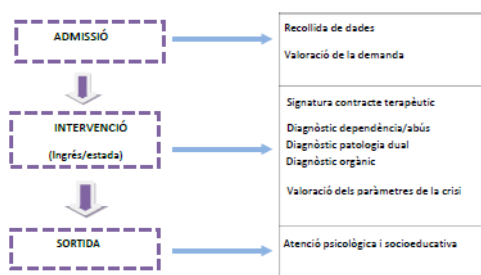 ADMISSIÓ
Recollida de dades
Valoració de la demanda
INTERVENCIÓ
(Ingrés/estada)
Signatura contracte terapèutic
Diagnòstic dependència/abús
Diagnòstic patologia dual
Diagnòstic orgànic
Valoració dels paràmetres de la crisi
SORTIDA
Atenció psicològica i socioeducativa